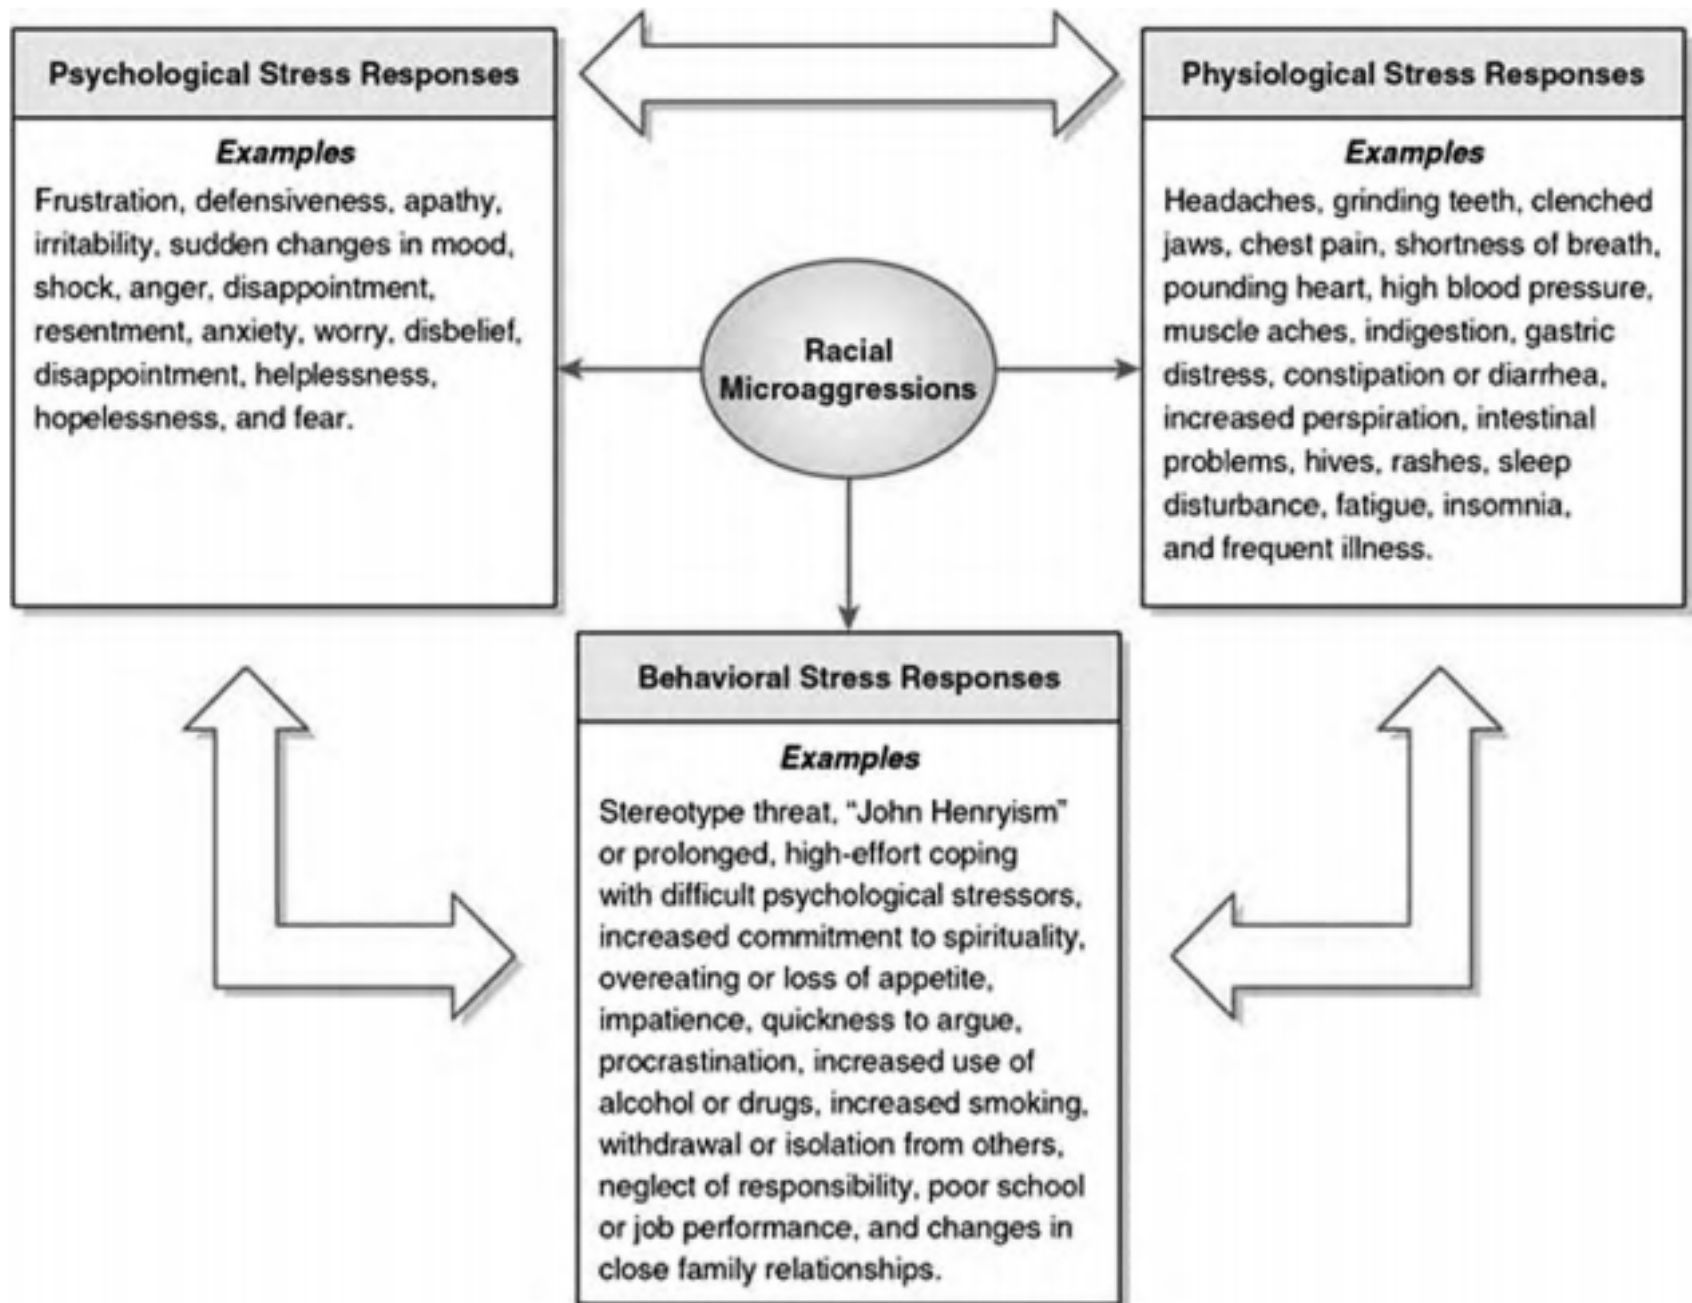 Psychological Stress Responses
Examples
Frustration, defensiveness, apathy,
irritability, sudden changes in mood,
shock, anger, disappointment,
resentment, anxiety, worry, disbelief,
disappointment, helplessness,
hopelessness, and fear.
Physiological Stress Responses
Examples
Headaches, grinding teeth, clenched
jaws, chest pain, shortness of breath,
pounding heart, high blood pressure,
muscle aches, indigestion, gastric
distress, constipation or diarrhea,
increased perspiration, intestinal
problems, hives, rashes, sleep
disturbance, fatigue, insomnia,
and frequent illness.
Racial
Microaggressions
Behavioral Stress Responses
Examples
Stereotype threat, “John Henryism”
or prolonged, high-effort coping
with difficult psychological stressors,
increased commitment to spirituality,
overeating or loss of appetite,
impatience, quickness to argue,
procrastination, increased use of
alcohol or drugs, increased smoking,
withdrawal or isolation from others,
neglect of responsibility, poor school
or job performance, and changes in
close family relationships.